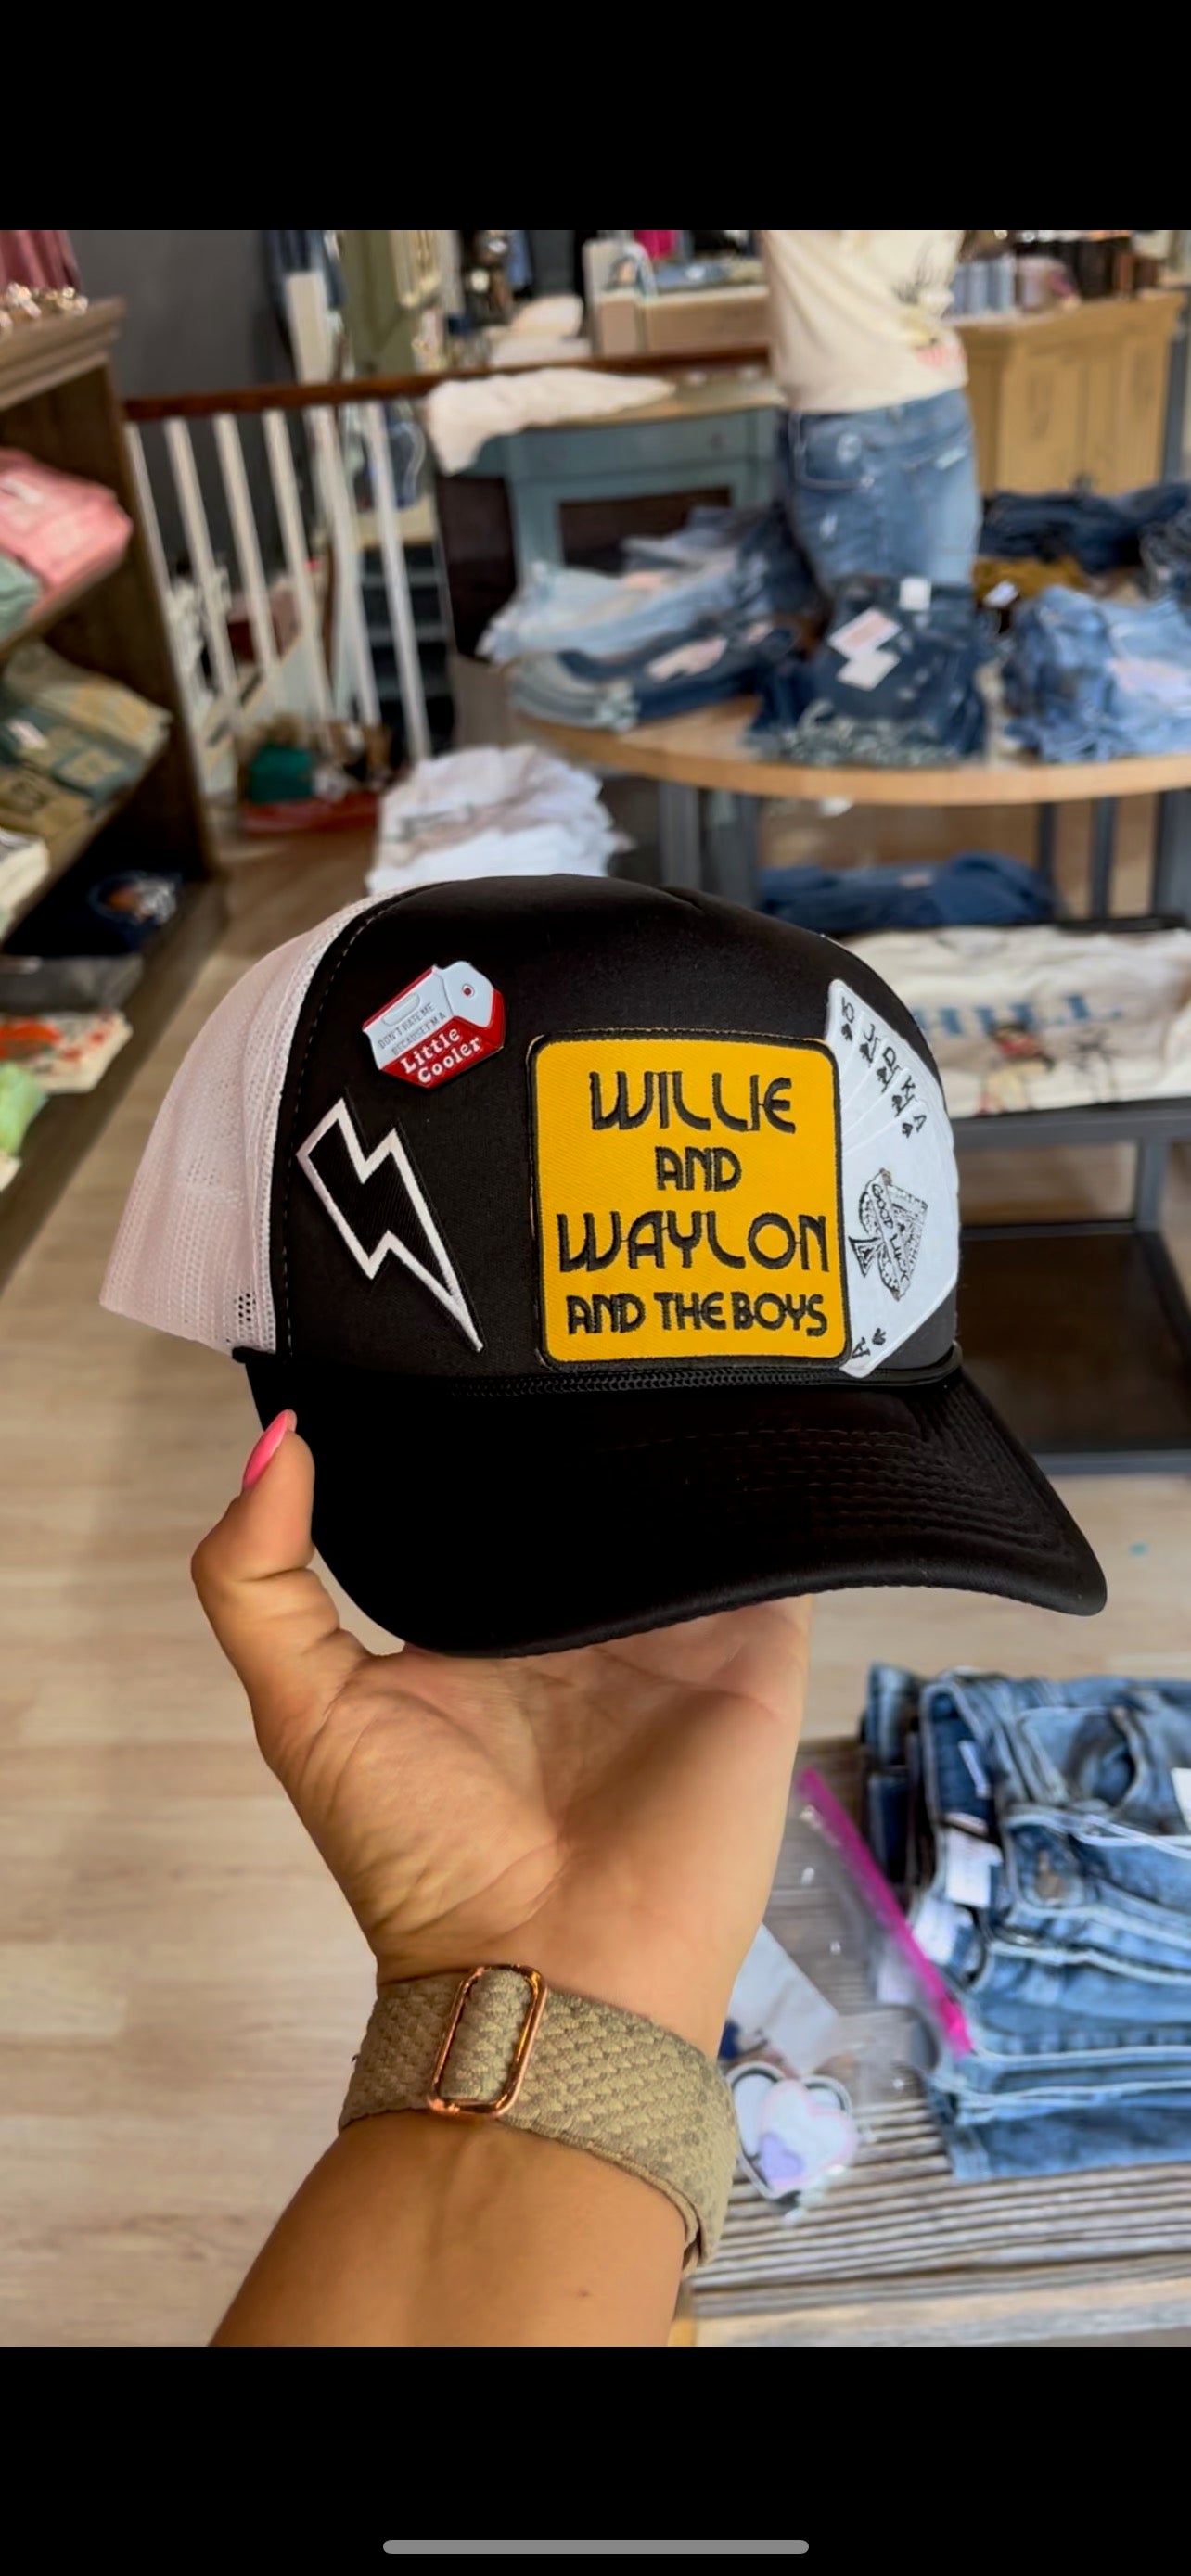 DON'T HATE ME
BECAUSE I'M A
Little
Cooler
WILLIE
AND
WAYLON
AND THE BOYS
10
J
Q
K
A
GOOD LUCK
A